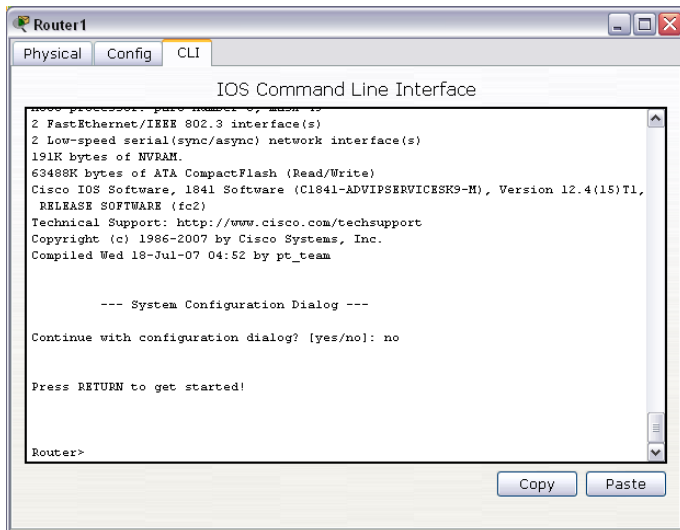 Router1
Physical
Config
CLI
IOS Command Line Interface
2 FastEthernet/IEEE 802.3 interface(s)
2 Low-speed serial(sync/async) network interface(s)
191K bytes of NVRAM.
63488K bytes of ATA CompactFlash (Read/Write)
Cisco IOS Software, 1841 Software (C1841-ADVIPSERVICESK9-M), Version 12.4(15)T1,
RELEASE SOFTWARE (fc2)
Technical Support: http://www.cisco.com/techsupport
Copyright (c) 1986-2007 by Cisco Systems, Inc.
Compiled Wed 18-Jul-07 04:52 by pt_team
--- System Configuration Dialog ---
Continue with configuration dialog? [yes/no]: no
Press RETURN to get started!
Router>
Copy
Paste